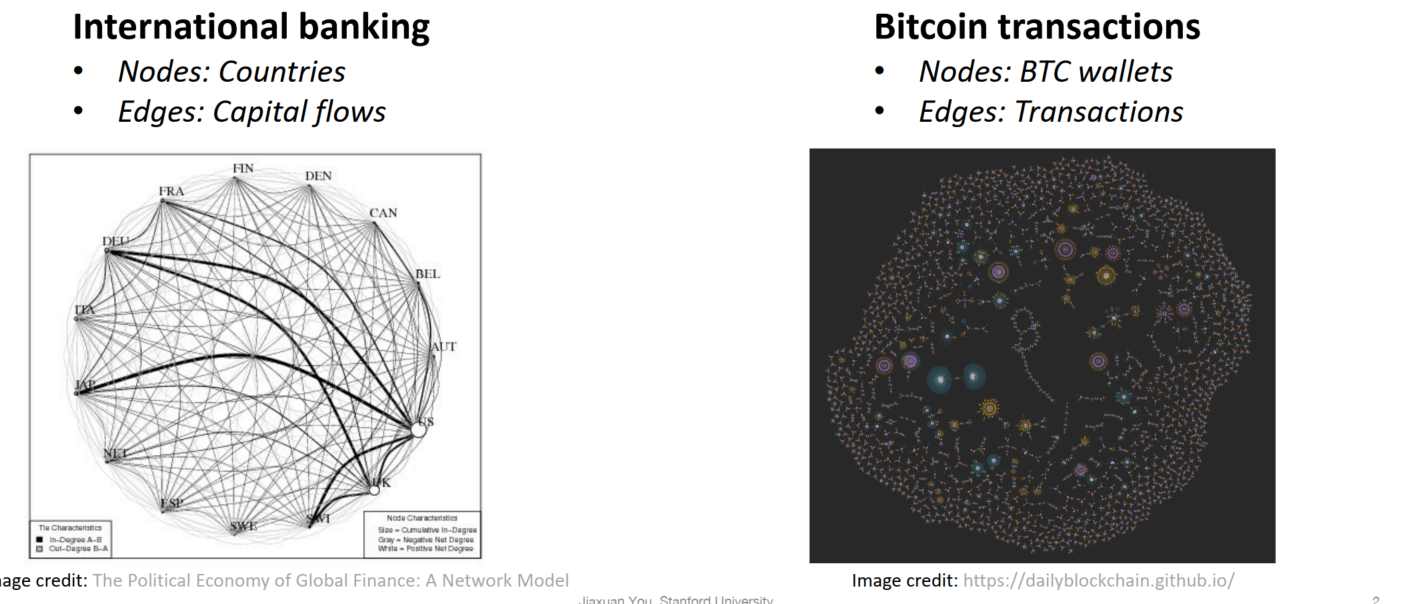 International banking
• Nodes: Countries
• Edges: Capital flows
FIN
DEN
FRA
CAN
DEU
BEL
ITA
AUT
JAP
US
NET
UK
ESP
SWE
SWI
Tie Characteristics
In-Degree A-B
Out-Degree B-A
Node Characteristics
Size = Cumulative In-Degree
Gray = Negative Net Degree
White = Positive Net Degree
age credit: The Political Economy of Global Finance: A Network Model
Bitcoin transactions
• Nodes: BTC wallets
• Edges: Transactions
Image credit: https://dailyblockchain.github.io/
Jiaxuan You, Stanford University
2